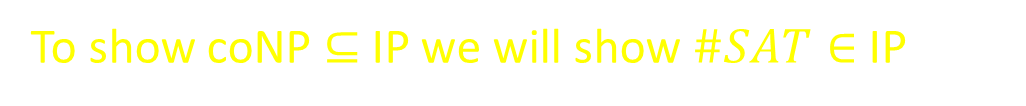 To show coNP ⊆ IP we will show #SAT ∈ IP